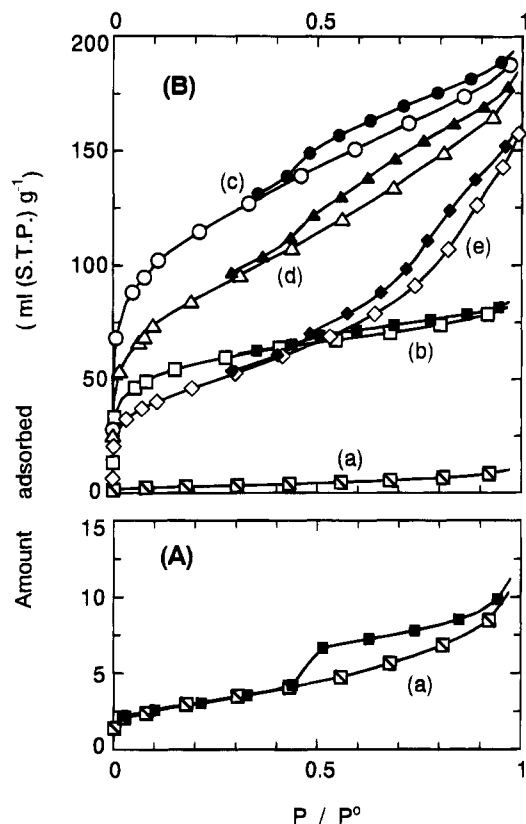 0 0.5 1
200
(B)
150
(c)
(d)
100
(e)
(b)
50
(a)
0
Amount adsorbed ( ml (S.T.P.) g⁻¹
15
(A)
10
(a)
5
0
0 0.5 1
P / P°